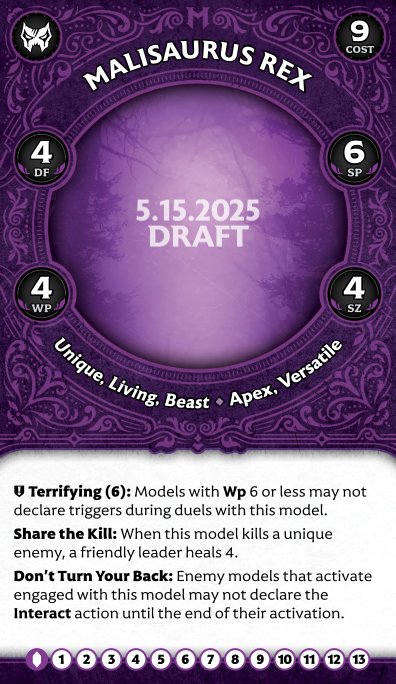 9
COST
MALISAURUS REX
4
DF
6
SP
5.15.2025
DRAFT
4
WP
4
SZ
Unique, Living, Beast ◆ Apex, Versatile
Terrifying (6): Models with Wp 6 or less may not
declare triggers during duels with this model.
Share the Kill: When this model kills a unique
enemy, a friendly leader heals 4.
Don't Turn Your Back: Enemy models that activate
engaged with this model may not declare the
Interact action until the end of their activation.
1 2 3 4 5 6 7 8 9 10 11 12 13